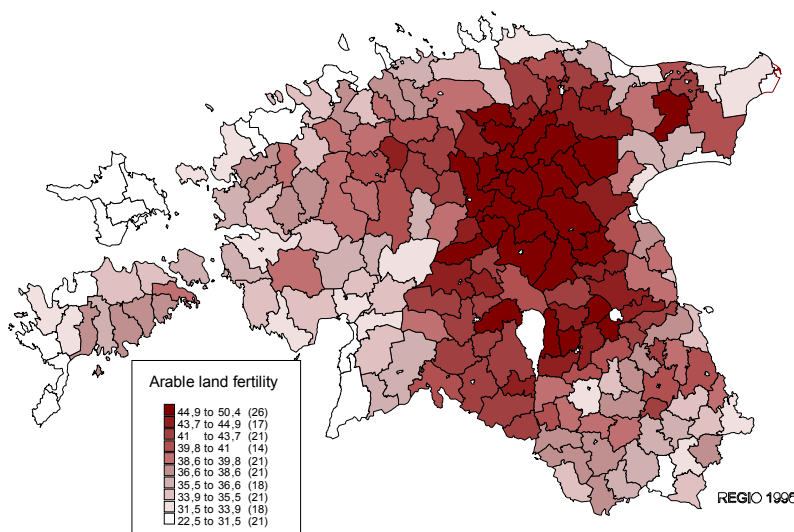 Arable land fertility
44,9 to 50,4 (26)
43,7 to 44,9 (17)
41 to 43,7 (21)
39,8 to 41 (14)
38,6 to 39,8 (21)
36,6 to 38,6 (21)
35,5 to 36,6 (18)
33,9 to 35,5 (21)
31,5 to 33,9 (18)
22,5 to 31,5 (21)
REGIO 1996